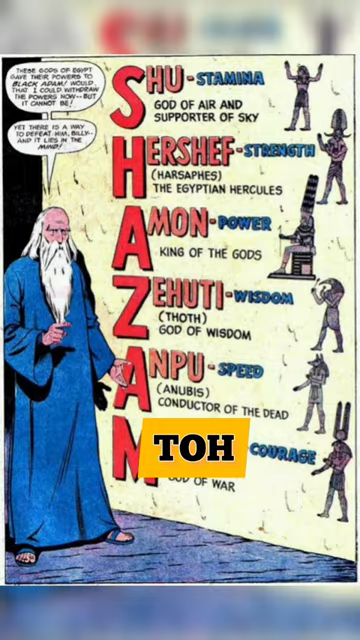 THESE GODS OF EGYPT
GAVE THEIR POWERS TO
BLACK ADAM! WOULD
THAT I COULD WITHDRAW
THE POWERS NOW--BUT
IT CANNOT BE!
YET THERE IS A WAY
TO DEFEAT HIM, BILLY--
AND IT LIES IN THE
MIND!
SHU-STAMINA
GOD OF AIR AND
SUPPORTER OF SKY
HERSHEF-STRENGTH
(HARSAPHES)
THE EGYPTIAN HERCULES
AMON-POWER
KING OF THE GODS
ZEHUTI-WISDOM
(THOTH)
GOD OF WISDOM
ANPU-SPEED
(ANUBIS)
CONDUCTOR OF THE DEAD
M TOH -COURAGE
GOD OF WAR